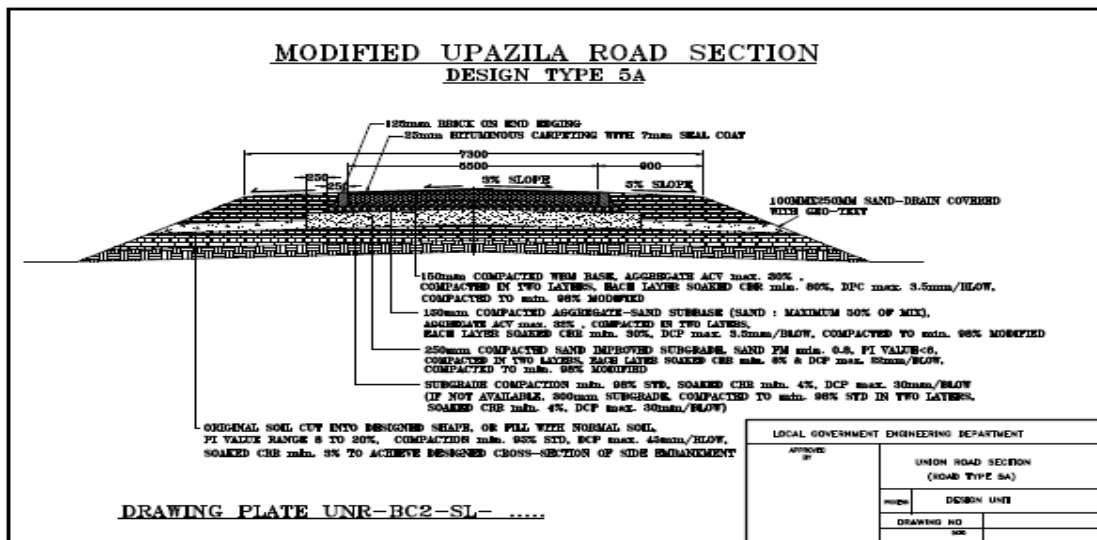 MODIFIED UPAZILA ROAD SECTION
DESIGN TYPE 5A
125mm BRICK ON END EDGING
25mm BITUMINOUS CARPETING WITH 7mm SEAL COAT
7300
5500
900
250
250
3% SLOPE
5% SLOPE
100MMX250MM SAND-DRAIN COVERED
WITH GEO-TEXT
150mm COMPACTED WBM BASE, AGGREGATE ACV max. 30% ,
COMPACTED IN TWO LAYERS, EACH LAYER SOAKED CBR min. 80%, DPC max. 3.5mm/BLOW,
COMPACTED TO min. 98% MODIFIED
150mm COMPACTED AGGREGATE-SAND SUBBASE (SAND : MAXIMUM 50% OF MIX),
AGGREGATE ACV max. 32% , COMPACTED IN TWO LAYERS,
EACH LAYER SOAKED CBR min. 30%, DCP max. 3.5mm/BLOW, COMPACTED TO min. 98% MODIFIED
250mm COMPACTED SAND IMPROVED SUBGRADE, SAND FM min. 0.8, PI VALUE<6,
COMPACTED IN TWO LAYERS, EACH LAYER SOAKED CBR min. 8% & DCP max. mm/BLOW,
COMPACTED TO min. 98% MODIFIED
SUBGRADE COMPACTION min. 98% STD, SOAKED CBR min. 4%, DCP max. 30mm/BLOW
(IF NOT AVAILABLE, 300mm SUBGRADE, COMPACTED TO min. 98% STD IN TWO LAYERS,
SOAKED CBR min. 4%, DCP max. 30mm/BLOW)
ORIGINAL SOIL CUT INTO DESIGNED SHAPE, OR FILL WITH NORMAL SOIL,
PI VALUE RANGE 8 TO 20%, COMPACTION min. 95% STD, DCP max. 45mm/BLOW,
SOAKED CBR min. 3% TO ACHIEVE DESIGNED CROSS-SECTION OF SIDE EMBANKMENT
DRAWING PLATE UNR-BC2-SL- .....
LOCAL GOVERNMENT ENGINEERING DEPARTMENT
APPROVED
BY
UNION ROAD SECTION
(ROAD TYPE 5A)
DESIGN UNIT
DRAWING NO